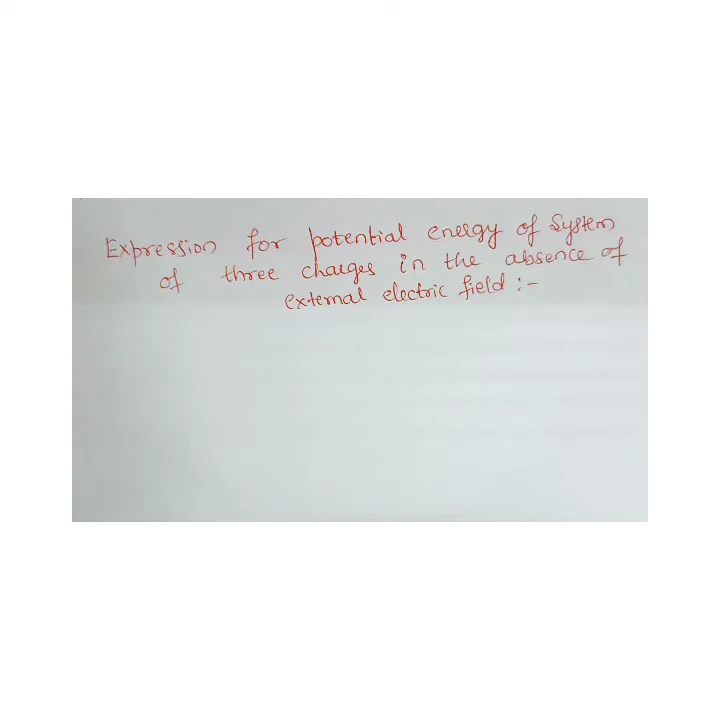 Expression for potential energy of System
of three charges in the absence of
external electric field :-